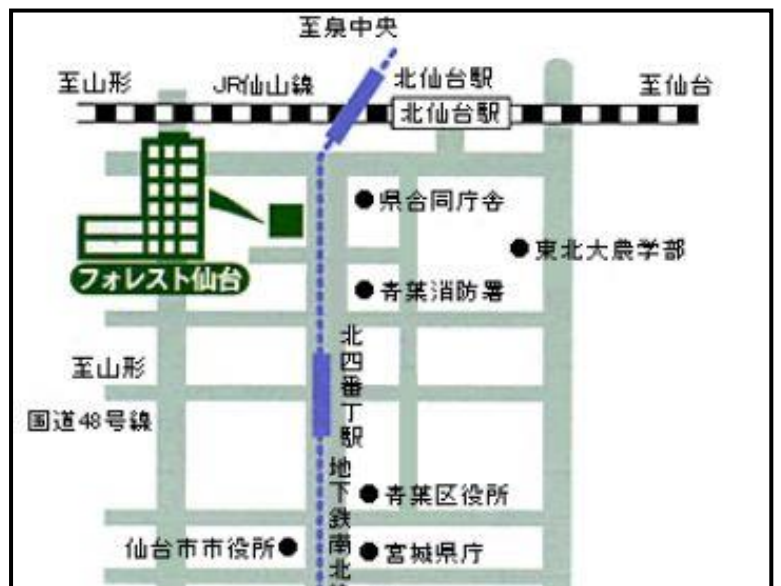 至泉中央
至山形
JR仙山線
北仙台駅
至仙台
北仙台駅
県合同庁舎
東北大農学部
フォレスト仙台
青葉消防署
北四番丁駅
至山形
国道48号線
地下鉄南北
青葉区役所
仙台市市役所
宮城県庁